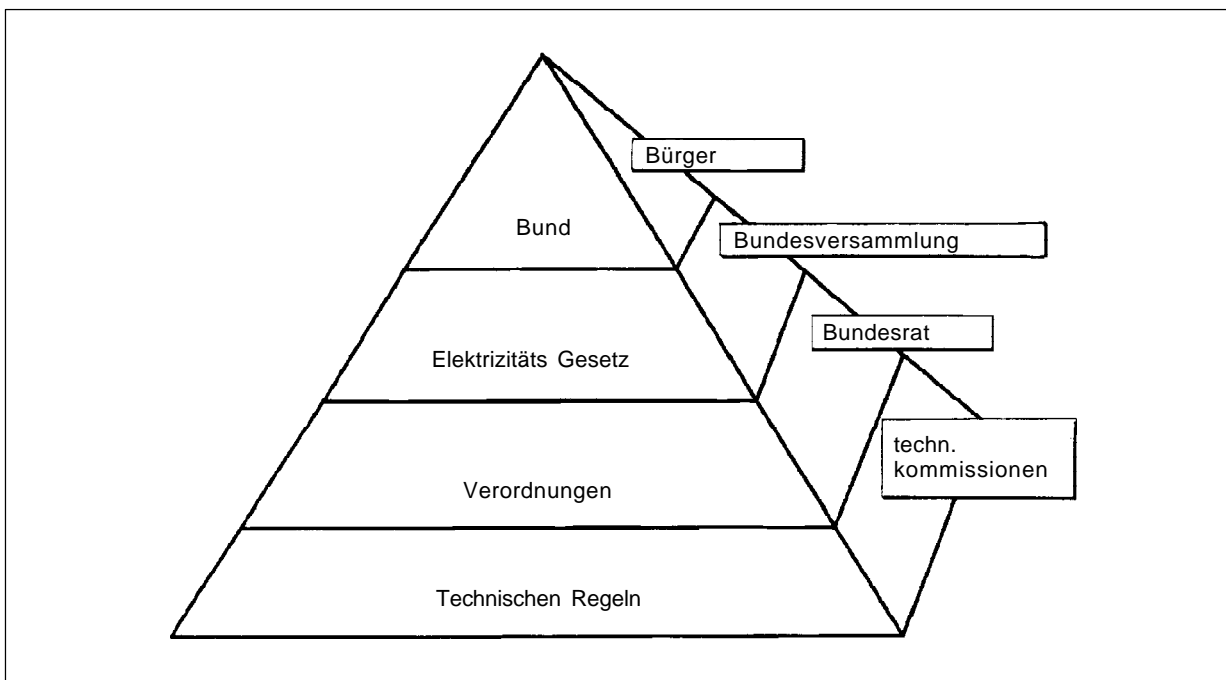 Bürger
Bund
Bundesversammlung
Bundesrat
Elektrizitäts Gesetz
techn.
kommissionen
Verordnungen
Technischen Regeln